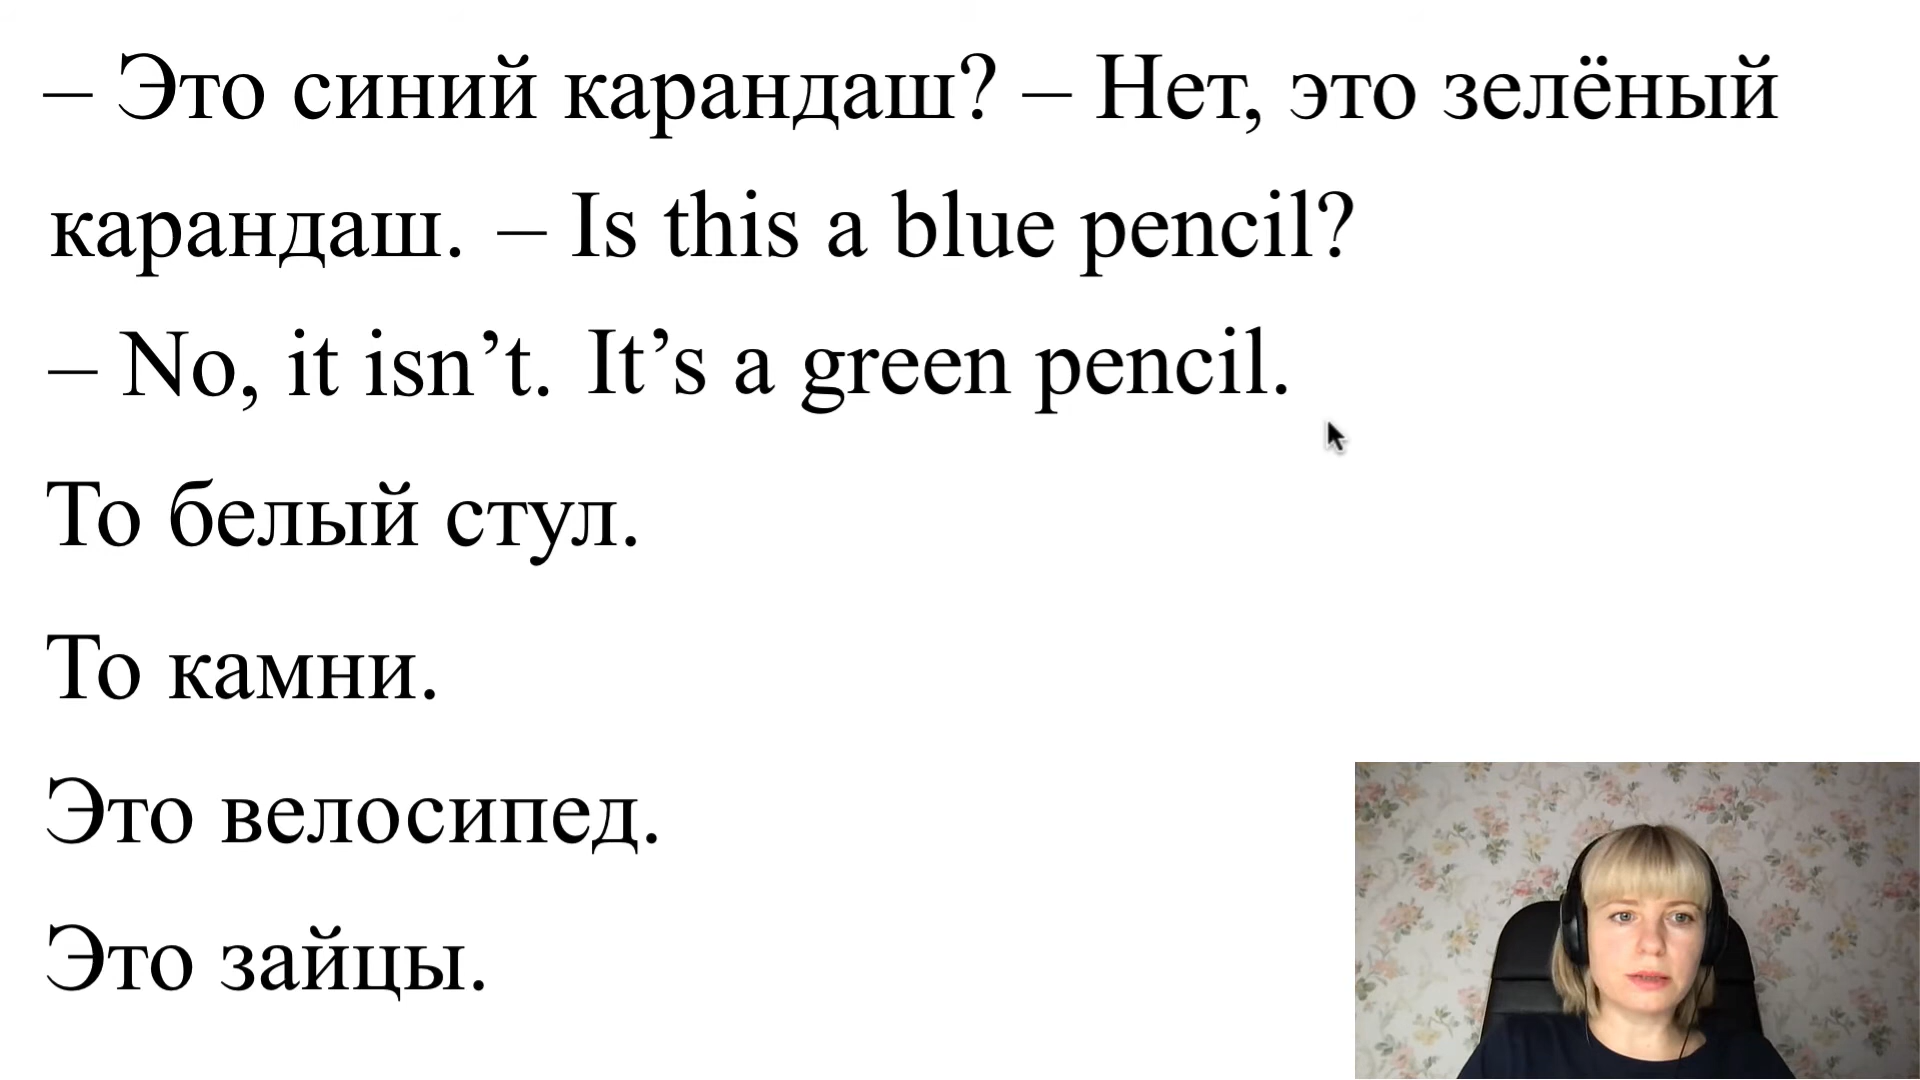 – Это синий карандаш? – Нет, это зелёный
карандаш. – Is this a blue pencil?
– No, it isn’t. It’s a green pencil.
То белый стул.
То камни.
Это велосипед.
Это зайцы.